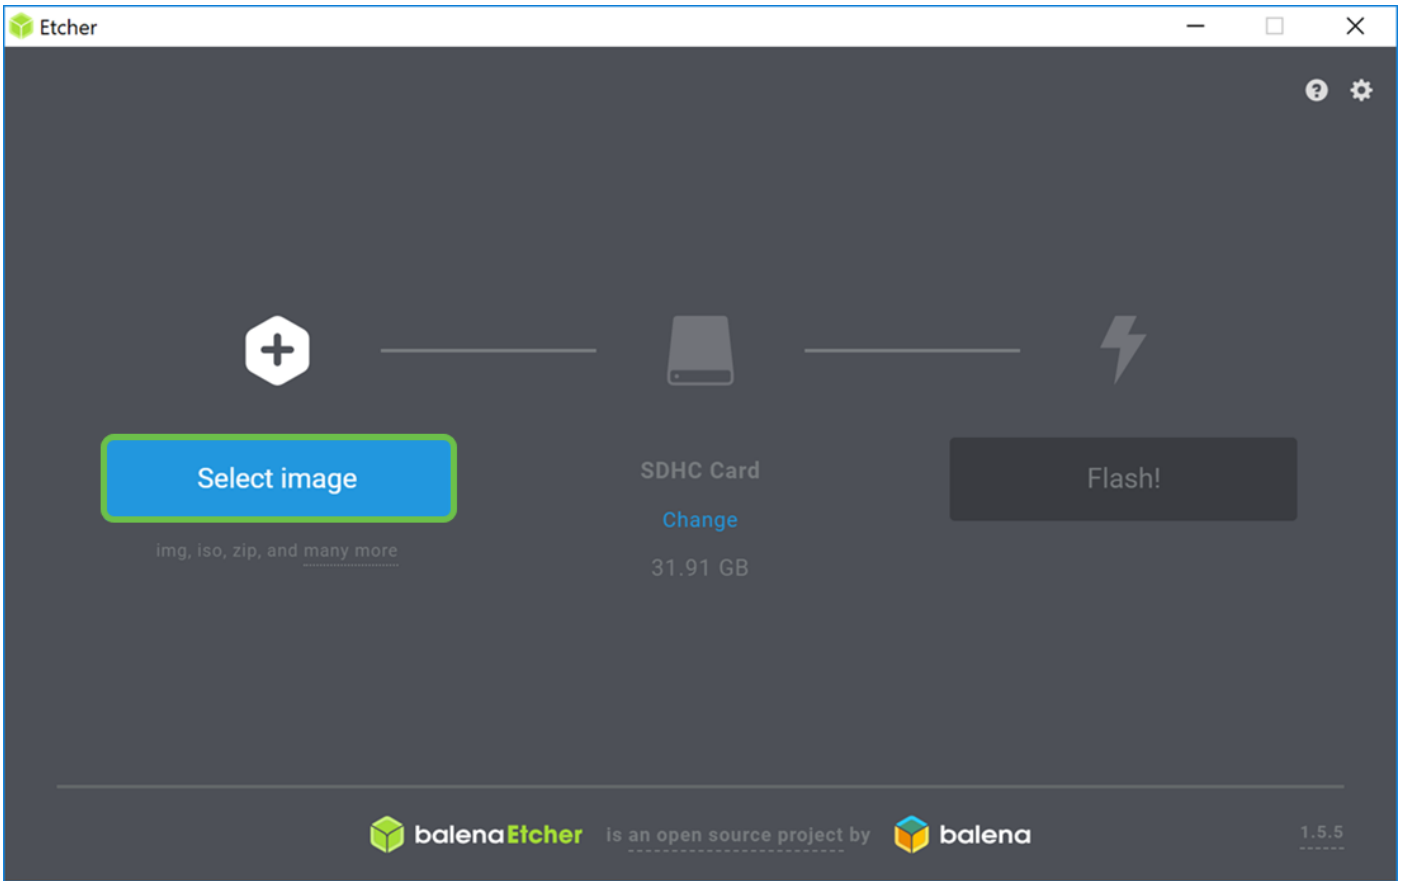 Etcher
Select image
img, iso, zip, and many more
SDHC Card
Change
31.91 GB
Flash!
balenaEtcher is an open source project by balena
1.5.5